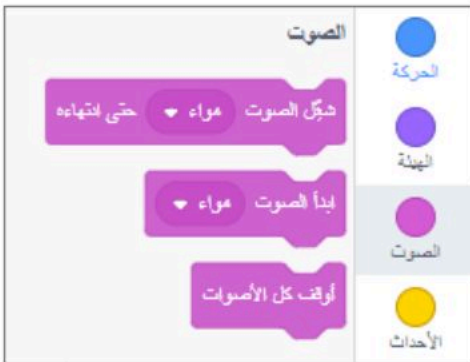 الصوت
شغِّل الصوت مواء حتى انتهاءه
ابدأ الصوت مواء
أوقف كل الأصوات
الحركة
الهيئة
الصوت
الأحداث